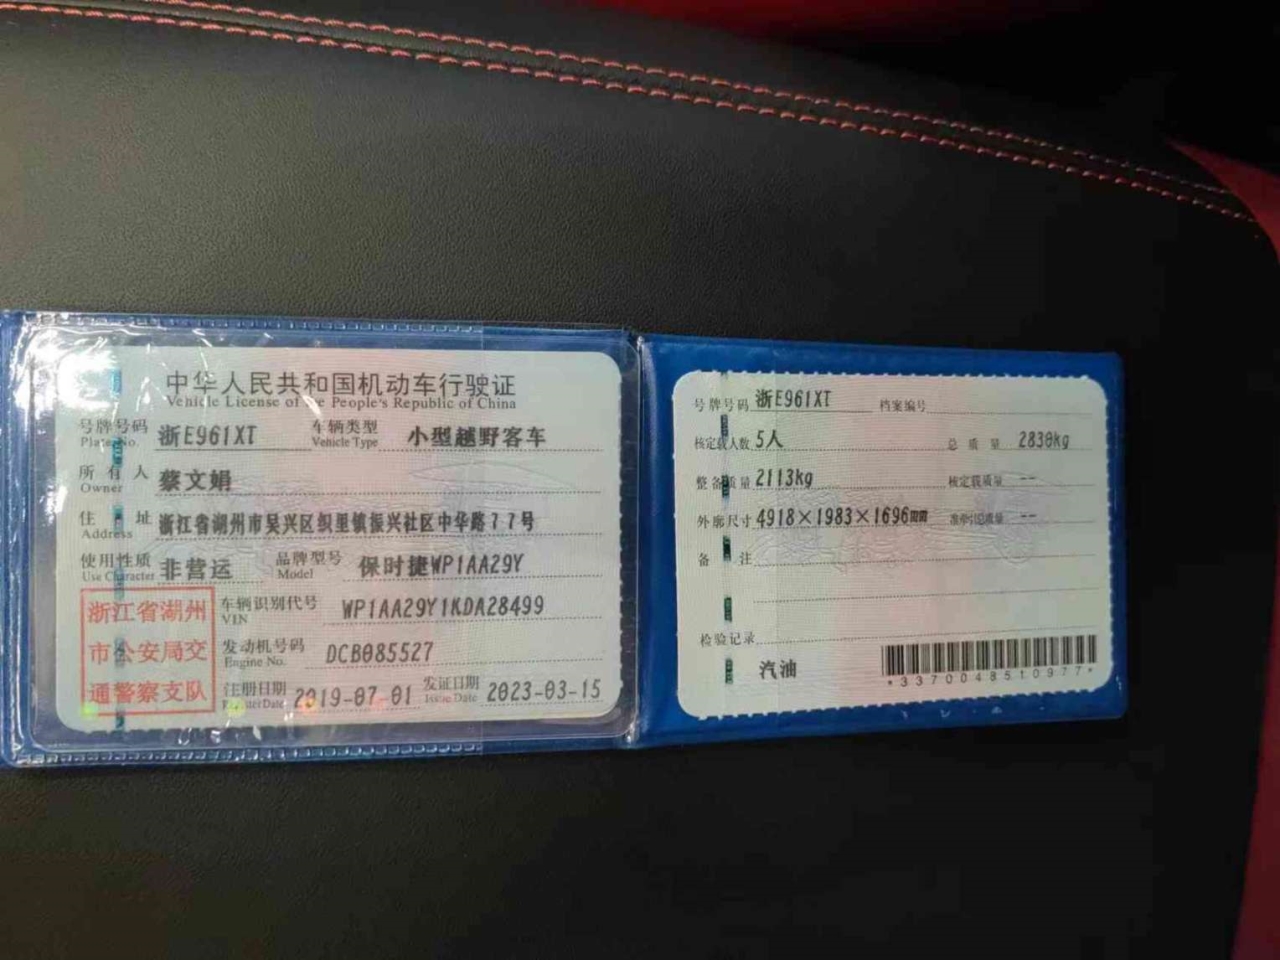 中华人民共和国机动车行驶证
Vehicle License of the People's Republic of China
号牌号码 浙E961XT 车辆类型 小型越野客车
Plate No. Vehicle Type
所有人 蔡文娟
Owner
住址 浙江省湖州市吴兴区织里镇振兴社区中华路77号
Address
使用性质 非营运 品牌型号 保时捷WP1AA29Y
Use Character Model
浙江省湖州
市公安局交
通警察支队
车辆识别代号 WP1AA29Y1KDA28499
VIN
发动机号码 DCB085527
Engine No.
注册日期 2019-07-01 发证日期 2023-03-15
Register Date Issue Date
号牌号码 浙E961XT 档案编号
核定载人数 5人 总质量 2830kg
整备质量 2113kg 核定载质量 --
外廓尺寸 4918×1983×1696mm 准牵引总质量 --
备注
检验记录
汽油
*3370048510977*